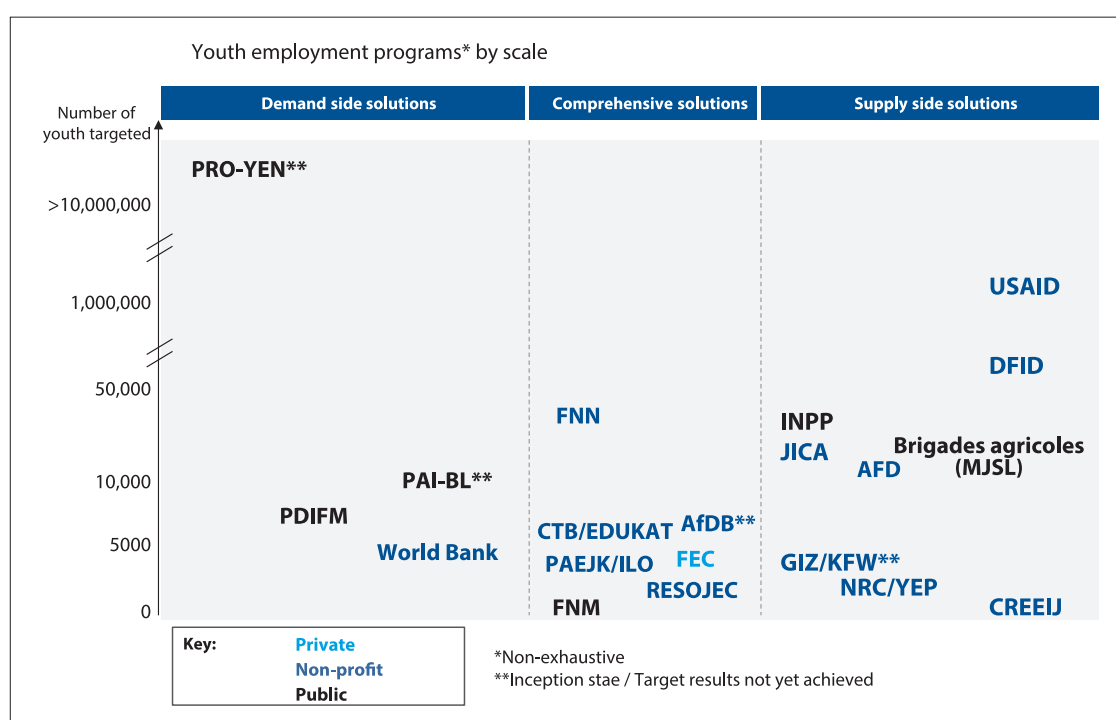 Youth employment programs* by scale
Number of
youth targeted
Demand side solutions
Comprehensive solutions
Supply side solutions
PRO-YEN**
>10,000,000
USAID
1,000,000
DFID
50,000
FNN
INPP
Brigades agricoles
(MJSL)
JICA
AFD
PAI-BL**
10,000
PDIFM
CTB/EDUKAT
AfDB**
5000
World Bank
PAEJK/ILO
FEC
GIZ/KFW**
RESOJEC
NRC/YEP
0
FNM
CREEIJ
Key:
Private
Non-profit
Public
*Non-exhaustive
**Inception stae / Target results not yet achieved